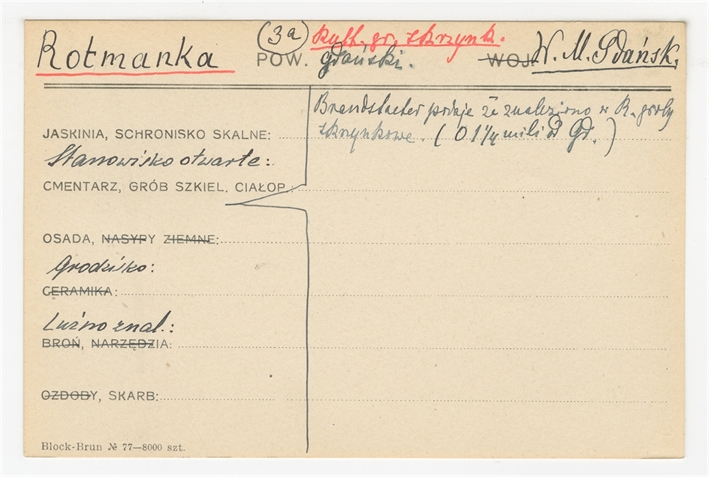 Rotmanka (3a) Kult. gr. skrzynk.
POW. gdański. WOJ. W. M. Gdańsk.
Brandstaeter podaje że znaleziono w R. groby
JASKINIA, SCHRONISKO SKALNE: skrzynkowe. (O 1 1/4 mili od Gd.)
Stanowisko otwarte:
CMENTARZ, GRÓB SZKIEL. CIAŁOP.:
OSADA, NASYPY ZIEMNE:
Grodzisko:
CERAMIKA:
Luźno znal.:
BROŃ, NARZĘDZIA:
OZDOBY, SKARB:
Block-Brun № 77—8000 szt.